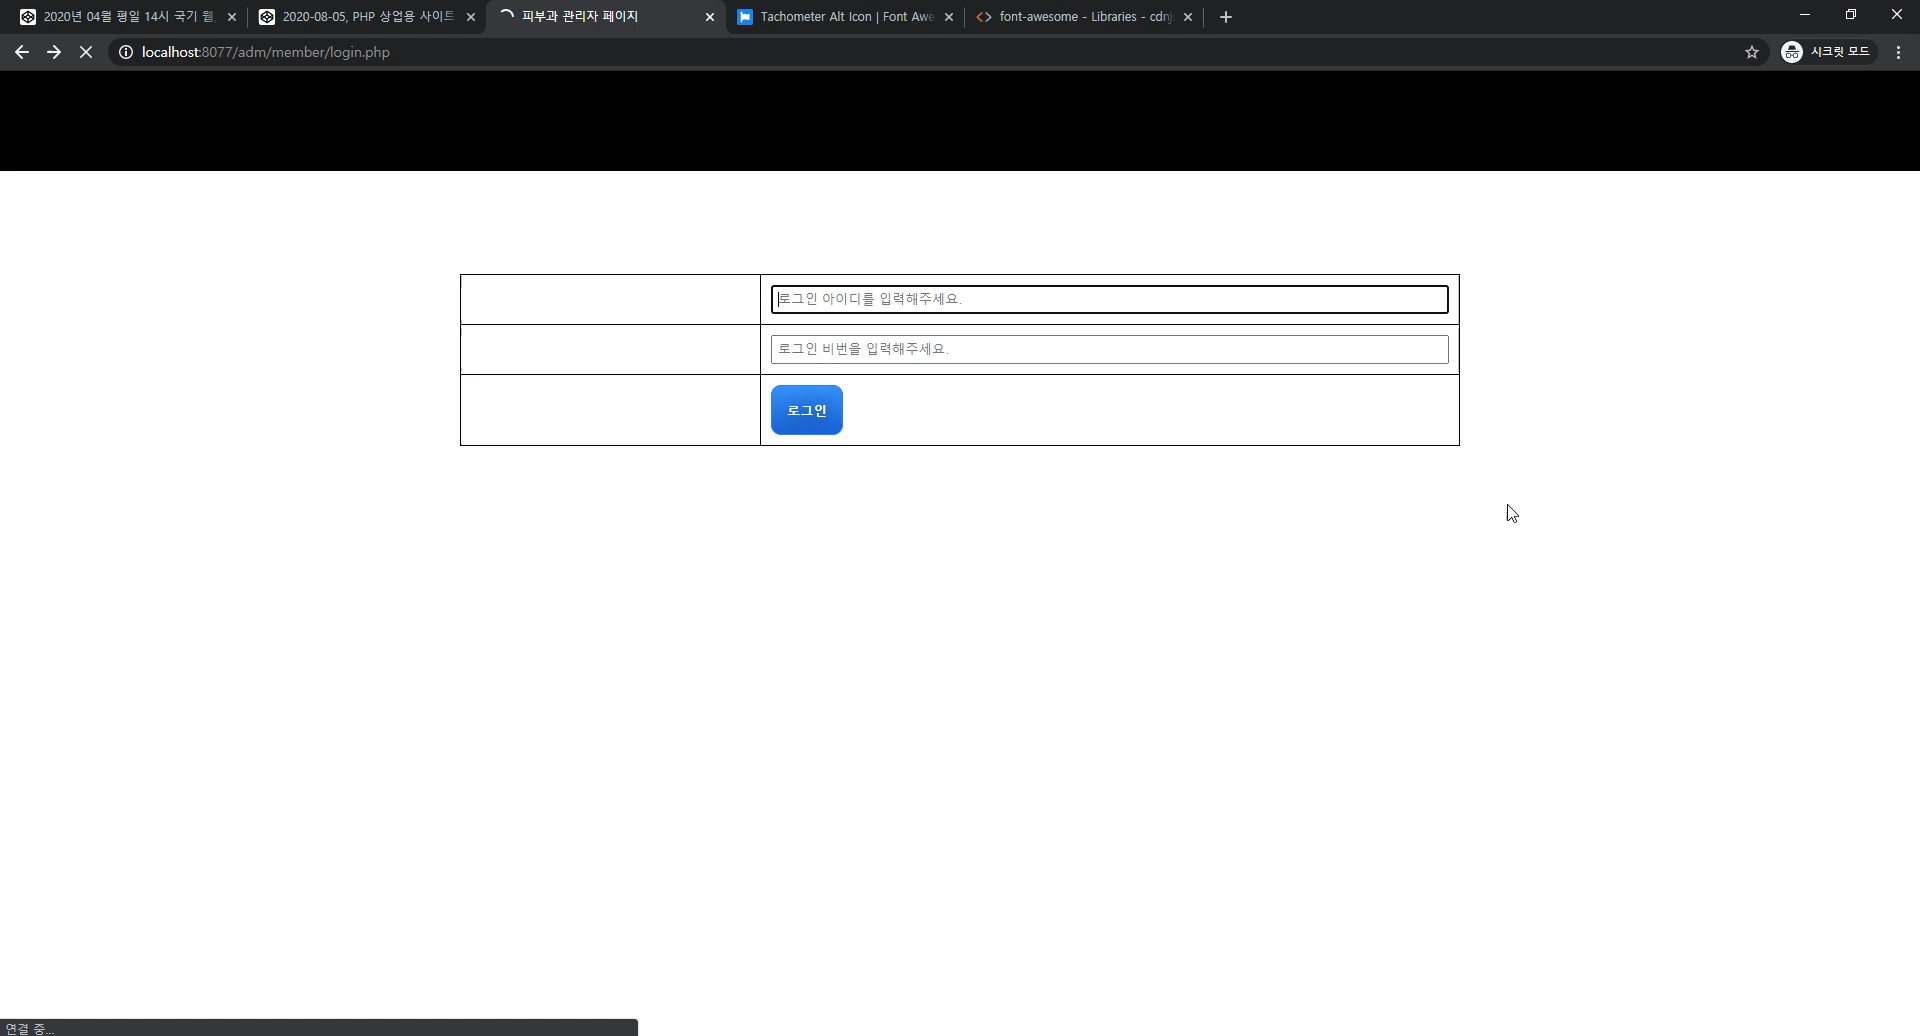 2020년 04월 평일 14시 국기 웹
2020-08-05, PHP 상업용 사이트
피부과 관리자 페이지
Tachometer Alt Icon | Font Awe
font-awesome - Libraries - cdnj
localhost:8077/adm/member/login.php
시크릿 모드
로그인 아이디를 입력해주세요.
로그인 비번을 입력해주세요.
로그인
연결 중...